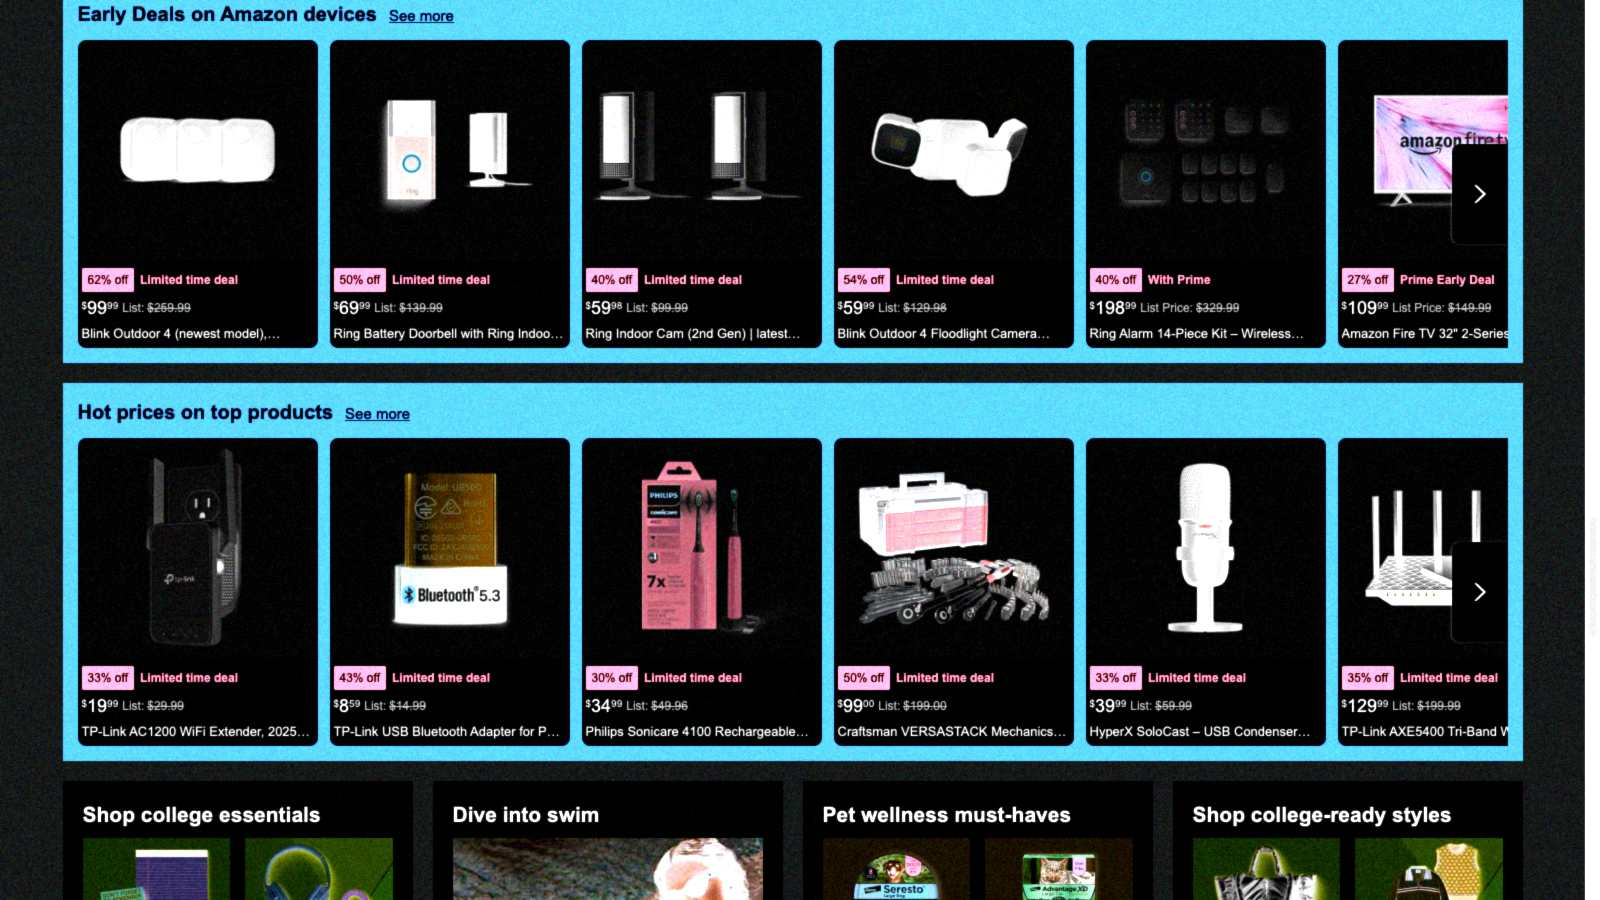 Early Deals on Amazon devices See more
amazon fire tv
ring
62% off Limited time deal
$99.99 List: $259.99
Blink Outdoor 4 (newest model),…
50% off Limited time deal
$69.99 List: $139.99
Ring Battery Doorbell with Ring Indoo…
40% off Limited time deal
$59.98 List: $99.99
Ring Indoor Cam (2nd Gen) | latest…
54% off Limited time deal
$59.99 List: $129.98
Blink Outdoor 4 Floodlight Camera…
40% off With Prime
$198.99 List Price: $329.99
Ring Alarm 14-Piece Kit – Wireless…
27% off Prime Early Deal
$109.99 List Price: $149.99
Amazon Fire TV 32" 2-Series
Hot prices on top products See more
tp-link
Model: UB500
MADE IN CHINA
Bluetooth® 5.3
PHILIPS
sonicare
7x
33% off Limited time deal
$19.99 List: $29.99
TP-Link AC1200 WiFi Extender, 2025…
43% off Limited time deal
$8.59 List: $14.99
TP-Link USB Bluetooth Adapter for P…
30% off Limited time deal
$34.99 List: $49.96
Philips Sonicare 4100 Rechargeable…
50% off Limited time deal
$99.00 List: $199.00
Craftsman VERSASTACK Mechanics…
33% off Limited time deal
$39.99 List: $59.99
HyperX SoloCast – USB Condenser…
35% off Limited time deal
$129.99 List: $199.99
TP-Link AXE5400 Tri-Band W
Shop college essentials
Dive into swim
Pet wellness must-haves
Seresto
Advantage XD
Shop college-ready styles